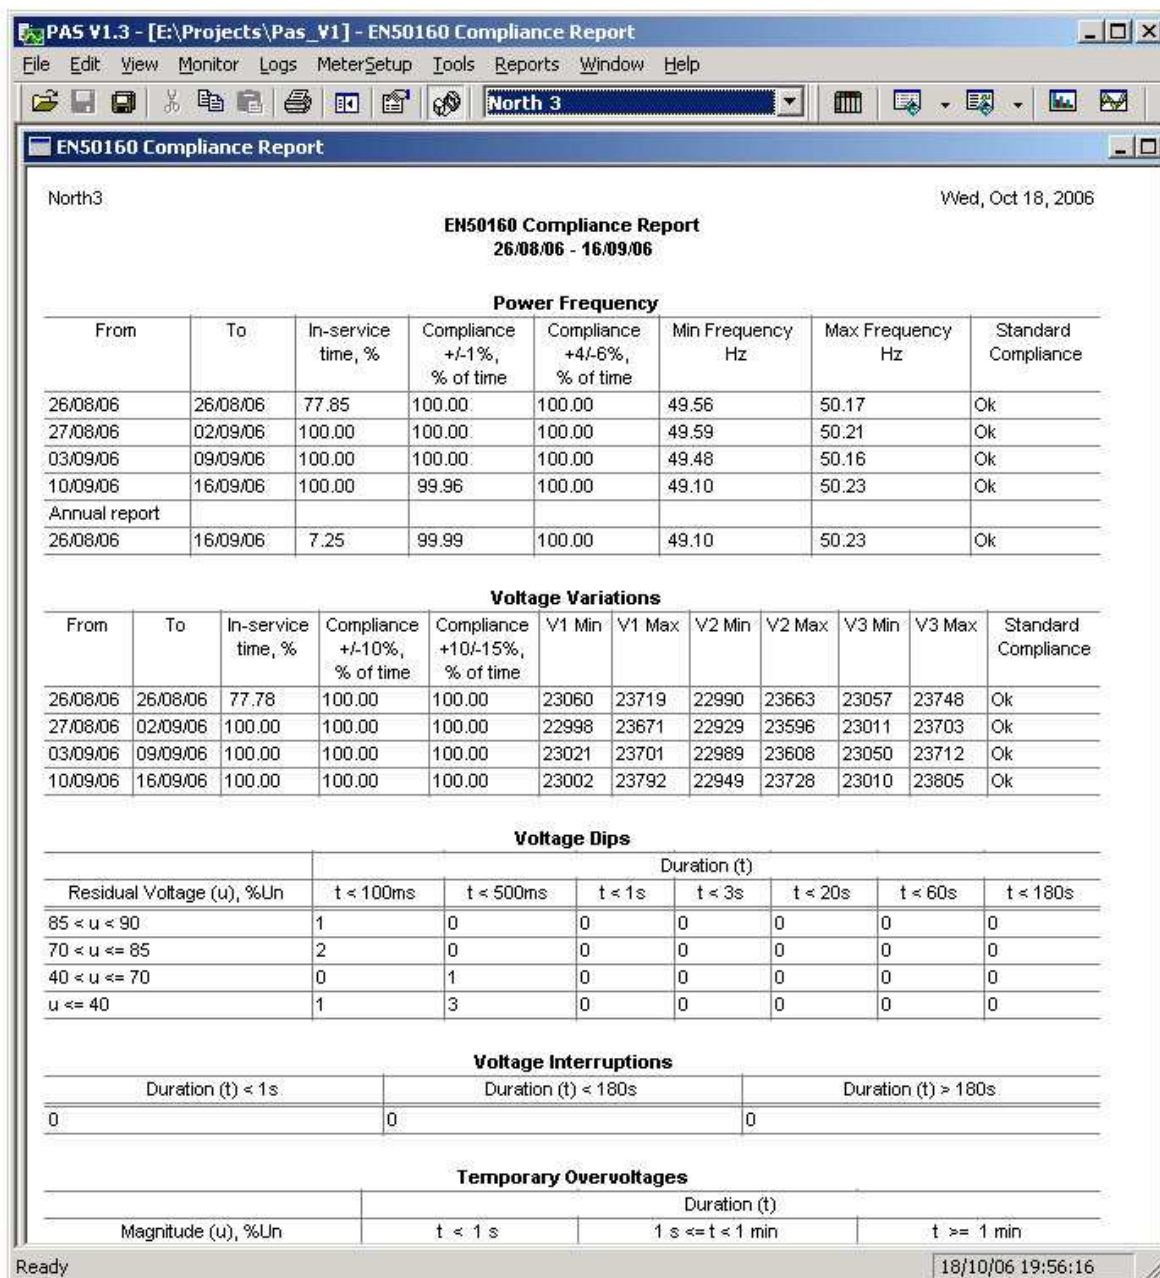 PAS V1.3 - [E:\Projects\Pas_V1] - EN50160 Compliance Report
File Edit View Monitor Logs MeterSetup Tools Reports Window Help
North 3
EN50160 Compliance Report
North3 Wed, Oct 18, 2006
EN50160 Compliance Report
26/08/06 - 16/09/06
Power Frequency
From To In-service Compliance Compliance Min Frequency Max Frequency Standard
time, % +/-1%, +4/-6%, Hz Hz Compliance
% of time % of time
26/08/06 26/08/06 77.85 100.00 100.00 49.56 50.17 Ok
27/08/06 02/09/06 100.00 100.00 100.00 49.59 50.21 Ok
03/09/06 09/09/06 100.00 100.00 100.00 49.48 50.16 Ok
10/09/06 16/09/06 100.00 99.96 100.00 49.10 50.23 Ok
Annual report
26/08/06 16/09/06 7.25 99.99 100.00 49.10 50.23 Ok
Voltage Variations
From To In-service Compliance Compliance V1 Min V1 Max V2 Min V2 Max V3 Min V3 Max Standard
time, % +/-10%, +10/-15%, Compliance
% of time % of time
26/08/06 26/08/06 77.78 100.00 100.00 23060 23719 22990 23663 23057 23748 Ok
27/08/06 02/09/06 100.00 100.00 100.00 22998 23671 22929 23596 23011 23703 Ok
03/09/06 09/09/06 100.00 100.00 100.00 23021 23701 22989 23608 23050 23712 Ok
10/09/06 16/09/06 100.00 100.00 100.00 23002 23792 22949 23728 23010 23805 Ok
Voltage Dips
Duration (t)
Residual Voltage (u), %Un t < 100ms t < 500ms t < 1s t < 3s t < 20s t < 60s t < 180s
85 < u < 90 1 0 0 0 0 0 0
70 < u <= 85 2 0 0 0 0 0 0
40 < u <= 70 0 1 0 0 0 0 0
u <= 40 1 3 0 0 0 0 0
Voltage Interruptions
Duration (t) < 1s Duration (t) < 180s Duration (t) > 180s
0 0 0
Temporary Overvoltages
Duration (t)
Magnitude (u), %Un t < 1 s 1 s <= t < 1 min t >= 1 min
Ready 18/10/06 19:56:16